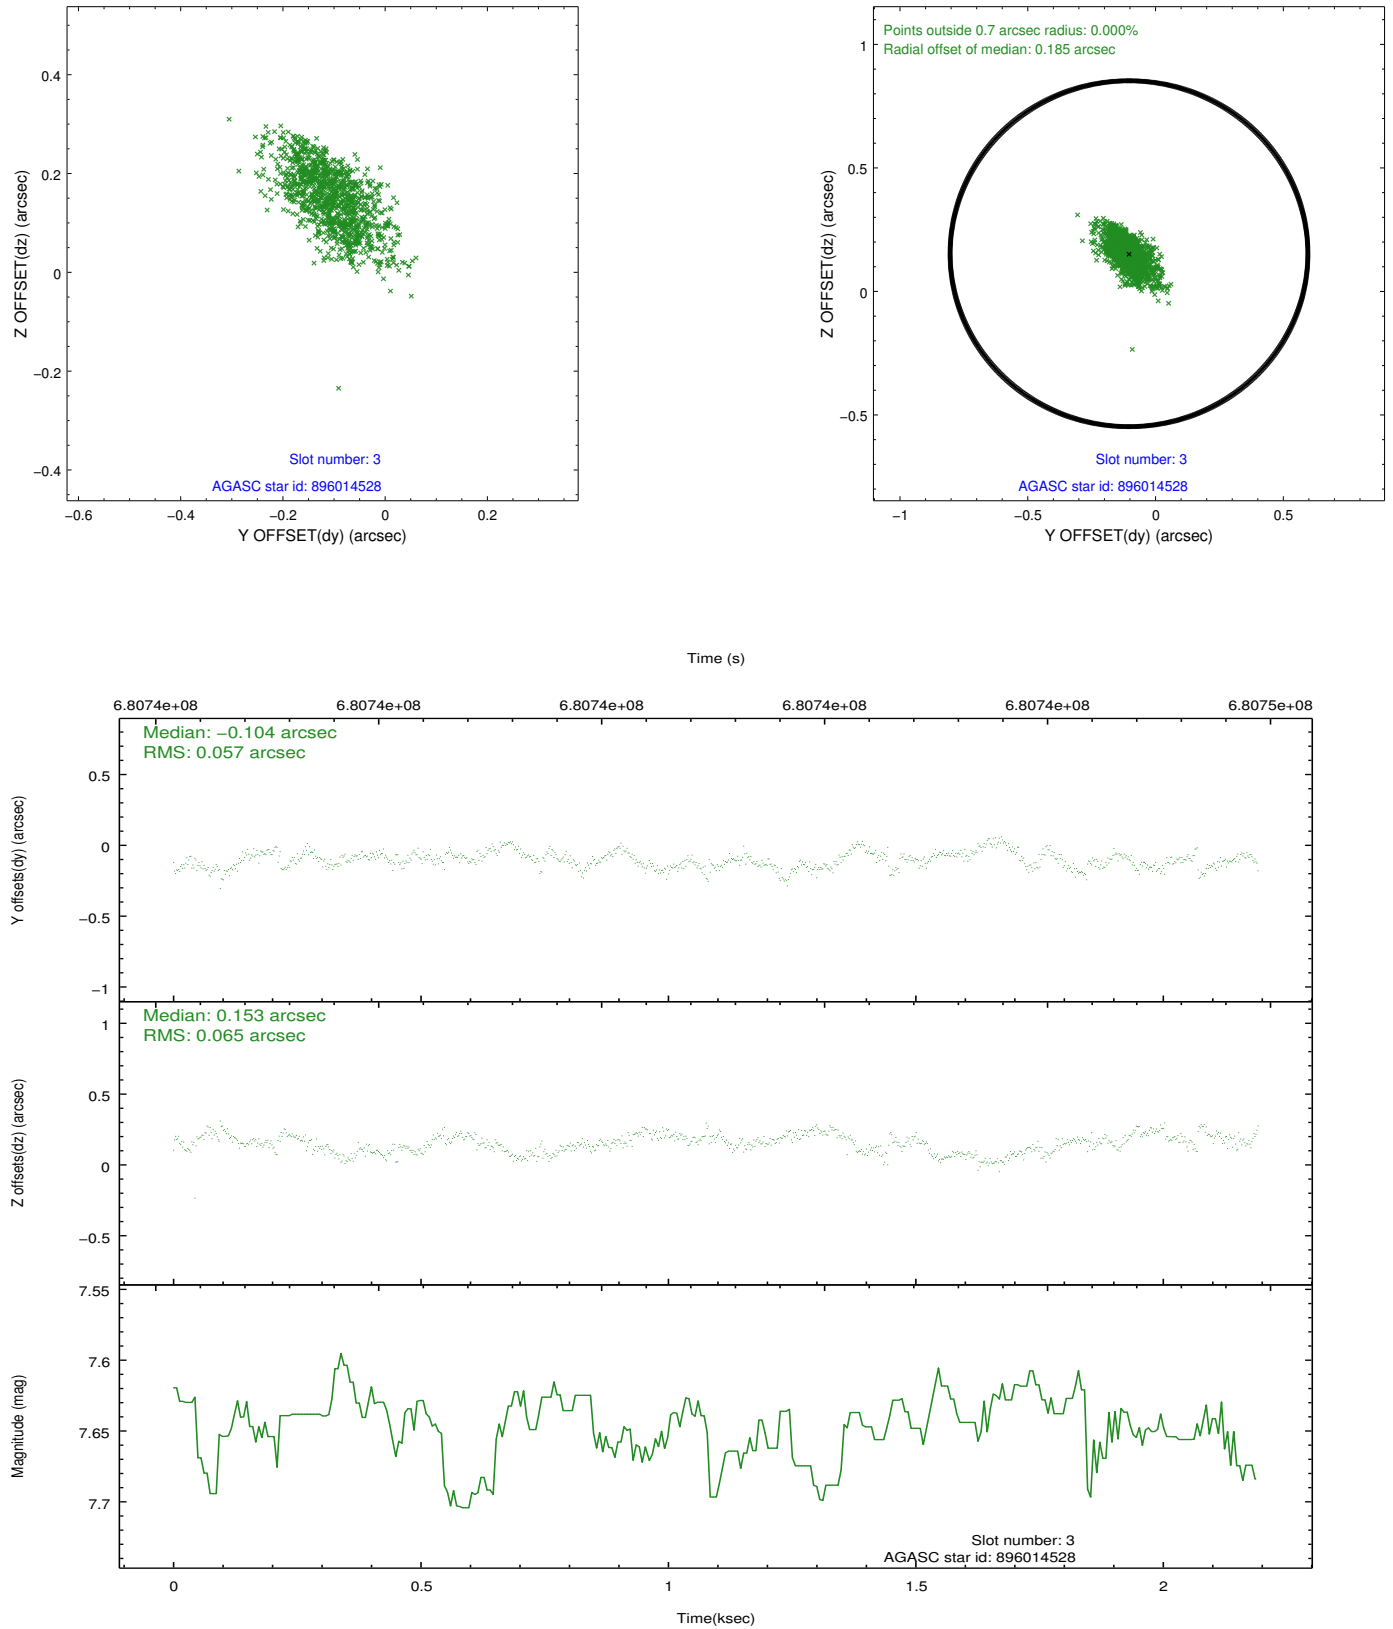 0.4
0.2
0
−0.2
−0.4
Z OFFSET(dz) (arcsec)
Slot number: 3
AGASC star id: 896014528
−0.6 −0.4 −0.2 0 0.2
Y OFFSET(dy) (arcsec)
Points outside 0.7 arcsec radius: 0.000%
Radial offset of median: 0.185 arcsec
1
0.5
0
−0.5
Z OFFSET(dz) (arcsec)
Slot number: 3
AGASC star id: 896014528
−1 −0.5 0 0.5
Y OFFSET(dy) (arcsec)
Time (s)
6.8074e+08 6.8074e+08 6.8074e+08 6.8074e+08 6.8074e+08 6.8075e+08
Median: −0.104 arcsec
RMS: 0.057 arcsec
0.5
0
−0.5
−1
Y offsets(dy) (arcsec)
Median: 0.153 arcsec
RMS: 0.065 arcsec
1
0.5
0
−0.5
Z offsets(dz) (arcsec)
7.55
7.6
7.65
7.7
Magnitude (mag)
Slot number: 3
AGASC star id: 896014528
0 0.5 1 1.5 2
Time(ksec)